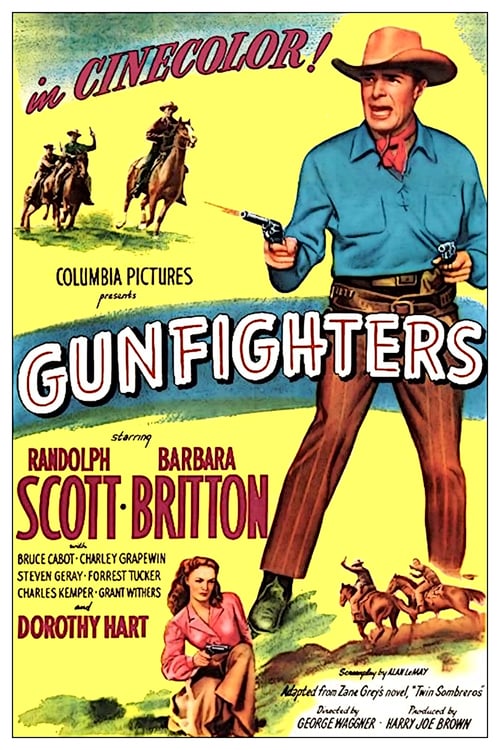 in CINECOLOR!
COLUMBIA PICTURES
presents
GUNFIGHTERS
starring
RANDOLPH BARBARA
SCOTT · BRITTON
with
BRUCE CABOT · CHARLEY GRAPEWIN
STEVEN GERAY · FORREST TUCKER
CHARLES KEMPER · GRANT WITHERS
and
DOROTHY HART
Screenplay by ALAN LeMAY
Adapted from Zane Grey's novel, "Twin Sombreros"
Directed by Produced by
GEORGE WAGGNER · HARRY JOE BROWN